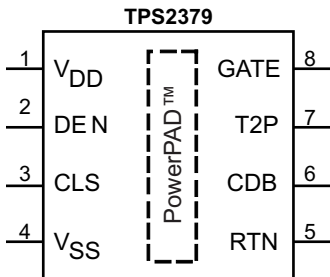 TPS2379
1 VDD GATE 8
2 DEN T2P 7
3 CLS CDB 6
4 VSS RTN 5
PowerPAD™